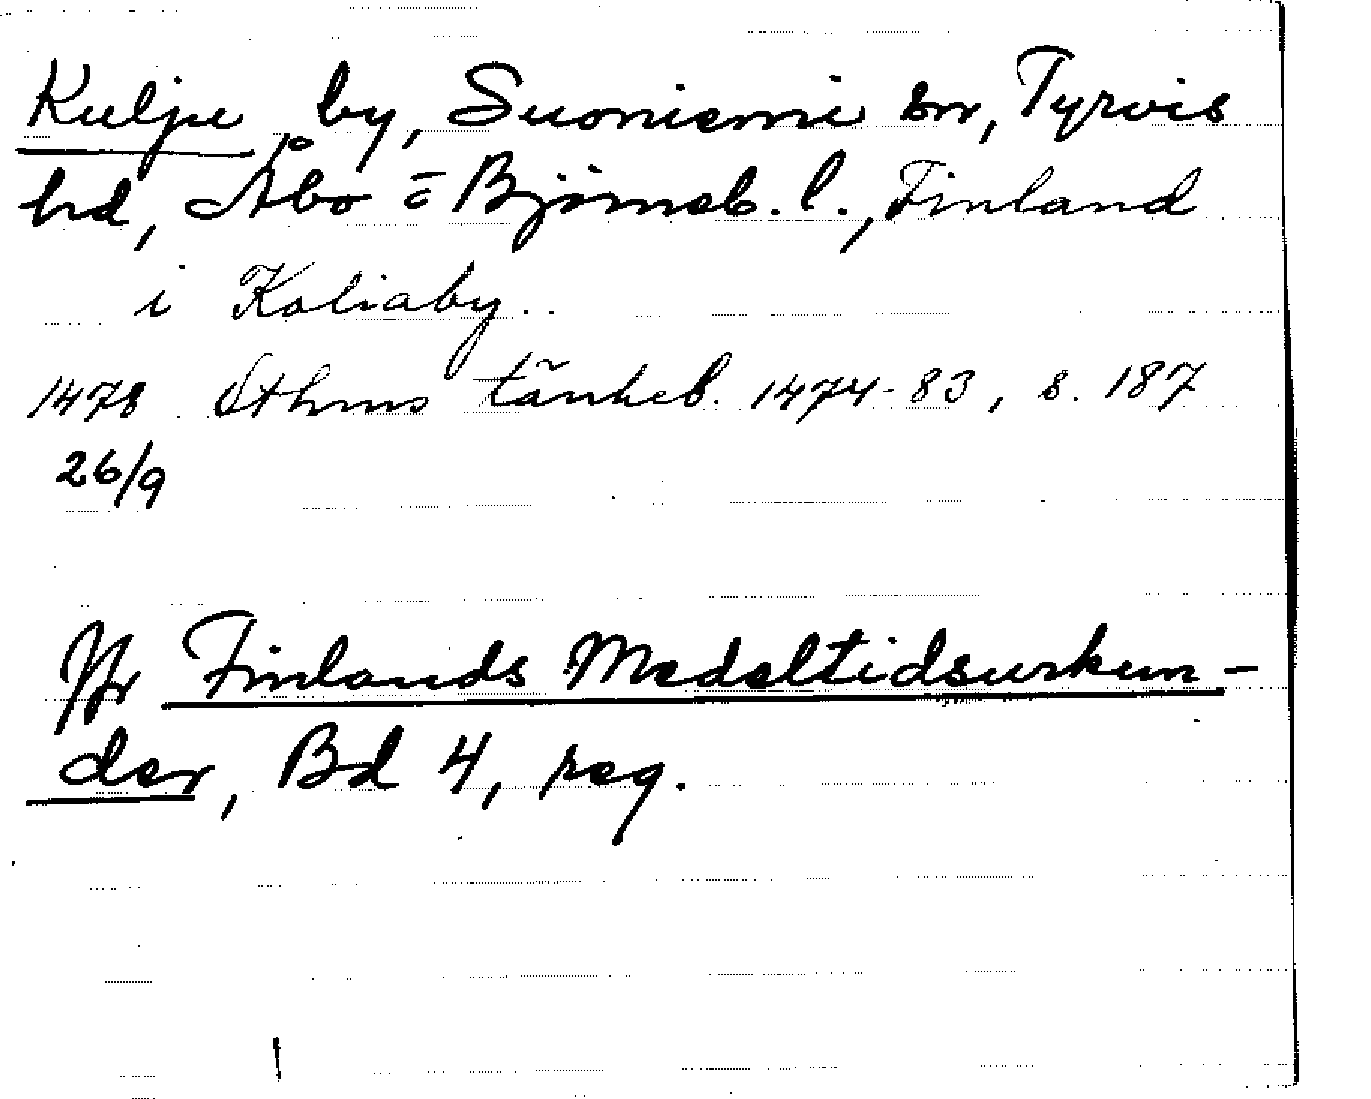 Kulju by, Suoniemi sn, Tyrvis
hd, Åbo o Björneb. l., Finland
i Koliaby..
1478 Sthms tänkeb. 1474-83, s. 187
26/9
Jfr Finlands Medeltidsurkun-
der, Bd 4, reg.